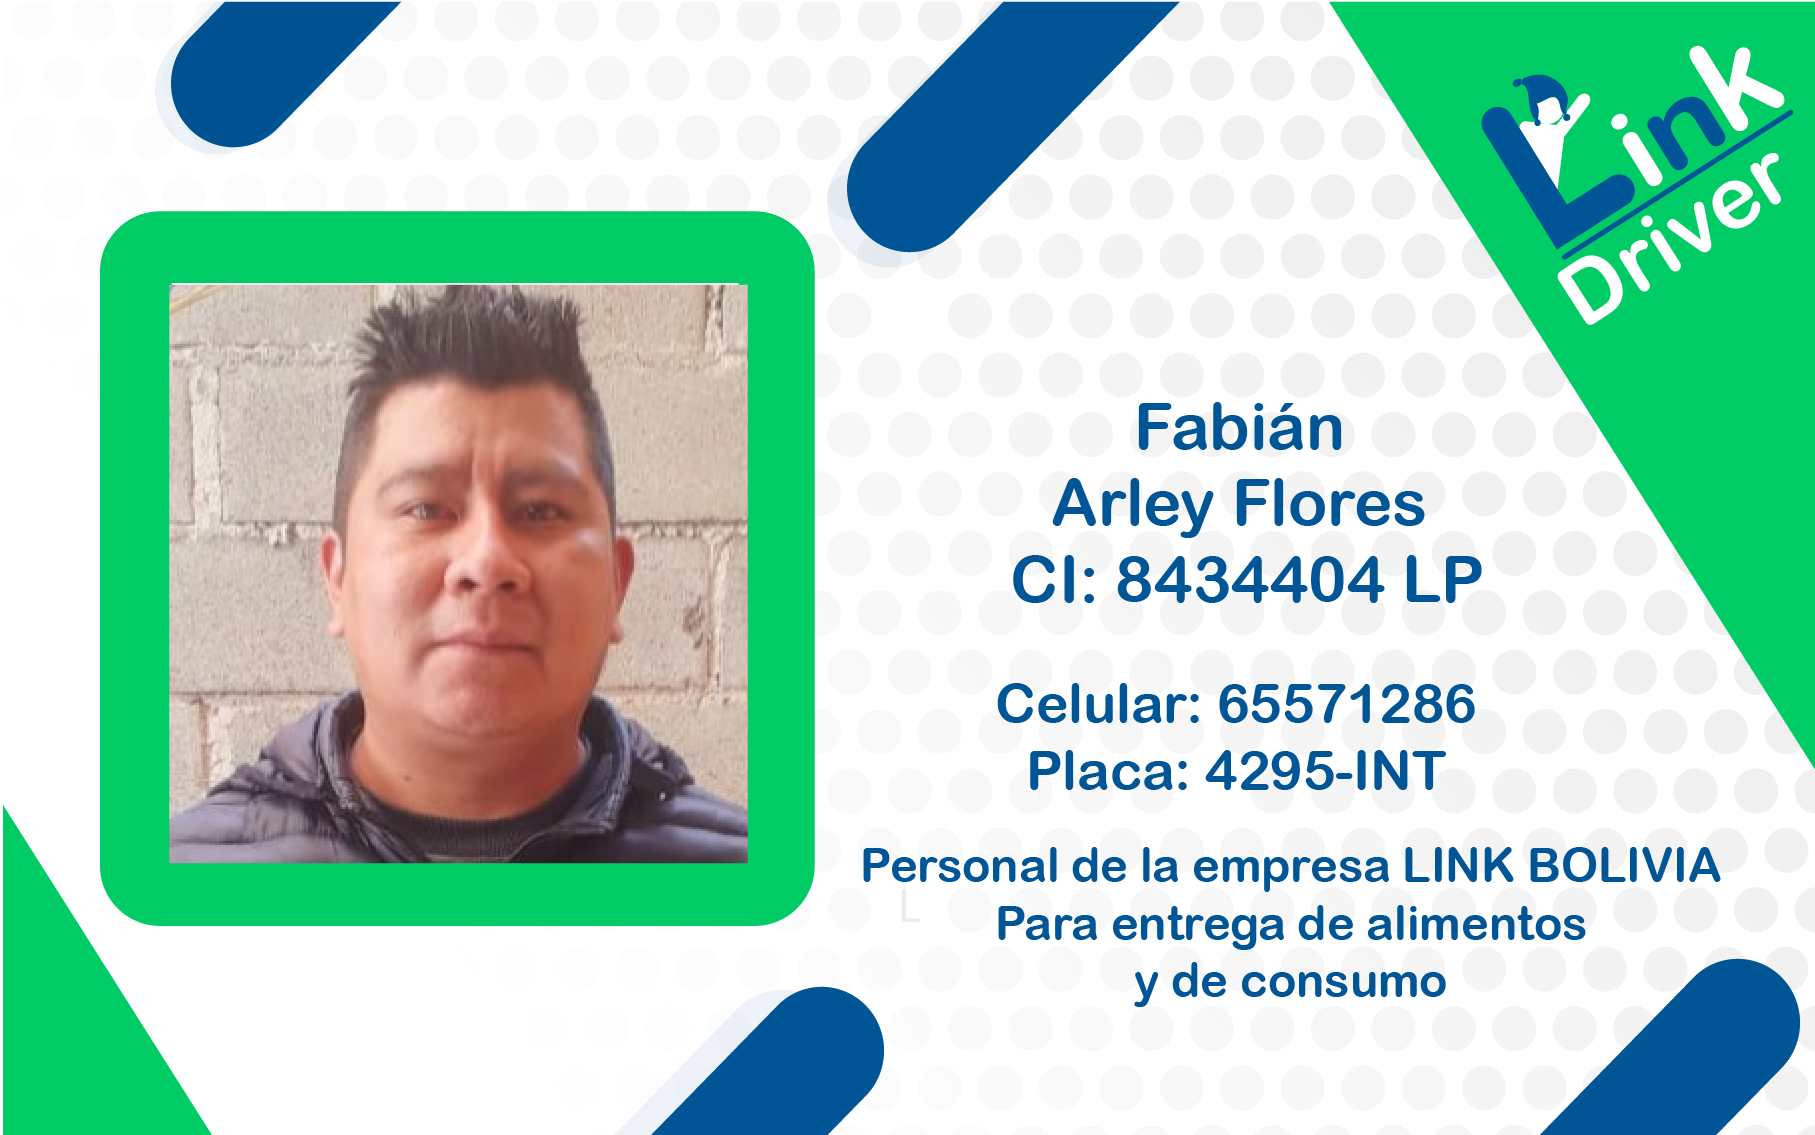 Link
Driver
Fabián
Arley Flores
CI: 8434404 LP
Celular: 65571286
Placa: 4295-INT
Personal de la empresa LINK BOLIVIA
L
Para entrega de alimentos
y de consumo